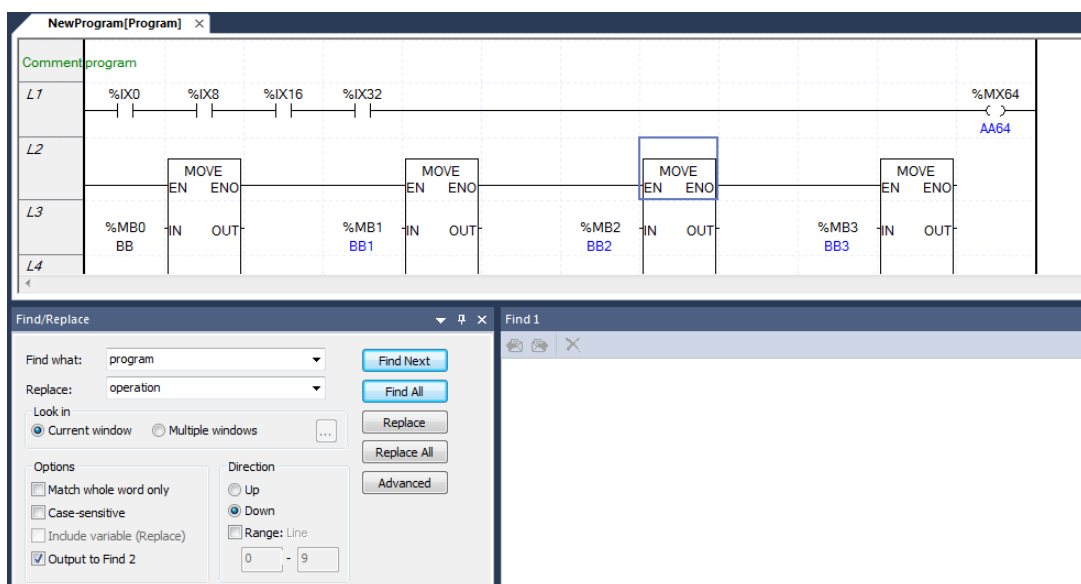 NewProgram[Program] ×
Comment program
L1 %IX0 %IX8 %IX16 %IX32 %MX64
AA64
L2
MOVE MOVE MOVE MOVE
EN ENO EN ENO EN ENO EN ENO
L3
%MB0 IN OUT %MB1 IN OUT %MB2 IN OUT %MB3 IN OUT
BB BB1 BB2 BB3
L4
Find/Replace
Find what: program
Find Next
Replace: operation
Find All
Look in
Current window Multiple windows ...
Replace
Replace All
Options
Match whole word only
Case-sensitive
Include variable (Replace)
Output to Find 2
Direction
Up
Down
Range: Line
0 - 9
Advanced
Find 1